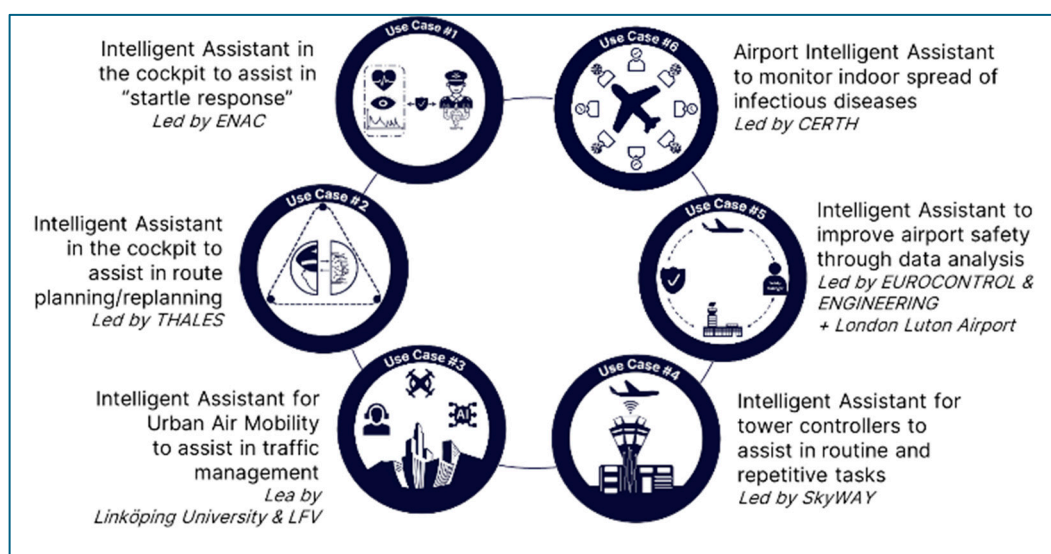 Use Case #1
Intelligent Assistant in
the cockpit to assist in
“startle response”
Led by ENAC
Use Case #2
Intelligent Assistant
in the cockpit to
assist in route
planning/replanning
Led by THALES
Use Case #3
Intelligent Assistant for
Urban Air Mobility
to assist in traffic
management
Lea by
Linköping University & LFV
AI
Use Case #6
Airport Intelligent Assistant
to monitor indoor spread of
infectious diseases
Led by CERTH
Use Case #5
Intelligent Assistant to
improve airport safety
through data analysis
Led by EUROCONTROL &
ENGINEERING
+ London Luton Airport
Use Case #4
Intelligent Assistant for
tower controllers to
assist in routine and
repetitive tasks
Led by SkyWAY